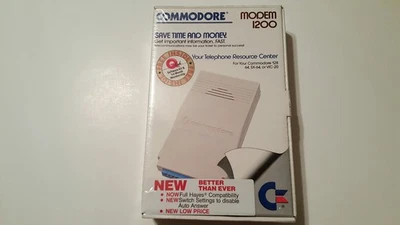 COMMODORE®
MODEM
1200
SAVE TIME AND MONEY.
Get important information, FAST.
Your Telephone Resource Center
For Your Commodore 128,
64, SX-64, or VIC-20
NEW BETTER
THAN EVER
• NOW Full Hayes® Compatibility
• NEW Switch Settings to disable
Auto Answer
• NEW LOW PRICE